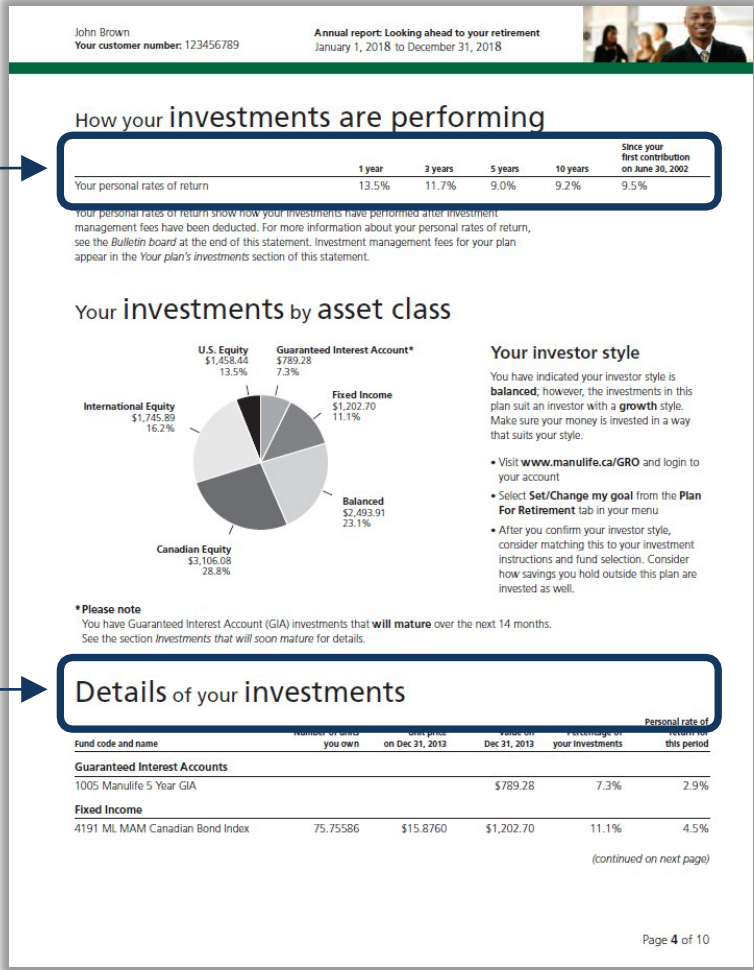 John Brown
Your customer number: 123456789
Annual report: Looking ahead to your retirement
January 1, 2018 to December 31, 2018
How your investments are performing
1 year 3 years 5 years 10 years Since your first contribution on June 30, 2002
Your personal rates of return 13.5% 11.7% 9.0% 9.2% 9.5%
Your personal rates of return show how your investments have performed after investment
management fees have been deducted. For more information about your personal rates of return,
see the Bulletin board at the end of this statement. Investment management fees for your plan
appear in the Your plan's investments section of this statement.
Your investments by asset class
U.S. Equity
$1,458.44
13.5%
Guaranteed Interest Account*
$789.28
7.3%
Fixed Income
$1,202.70
11.1%
International Equity
$1,745.89
16.2%
Balanced
$2,493.91
23.1%
Canadian Equity
$3,106.08
28.8%
Your investor style
You have indicated your investor style is
balanced; however, the investments in this
plan suit an investor with a growth style.
Make sure your money is invested in a way
that suits your style.
• Visit www.manulife.ca/GRO and login to
your account
• Select Set/Change my goal from the Plan
For Retirement tab in your menu
• After you confirm your investor style,
consider matching this to your investment
instructions and fund selection. Consider
how savings you hold outside this plan are
invested as well.
*Please note
You have Guaranteed Interest Account (GIA) investments that will mature over the next 14 months.
See the section Investments that will soon mature for details.
Details of your investments
Fund code and name
Number of units
you own
Unit price
on Dec 31, 2013
Value on
Dec 31, 2013
Percentage of
your investments
Personal rate of
return for
this period
Guaranteed Interest Accounts
1005 Manulife 5 Year GIA $789.28 7.3% 2.9%
Fixed Income
4191 ML MAM Canadian Bond Index 75.75586 $15.8760 $1,202.70 11.1% 4.5%
(continued on next page)
Page 4 of 10